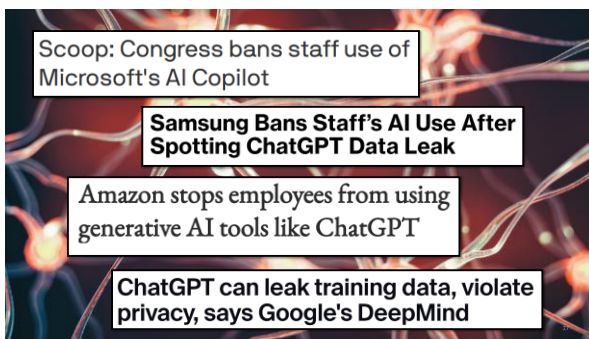 Scoop: Congress bans staff use of
Microsoft's AI Copilot
Samsung Bans Staff's AI Use After
Spotting ChatGPT Data Leak
Amazon stops employees from using
generative AI tools like ChatGPT
ChatGPT can leak training data, violate
privacy, says Google's DeepMind